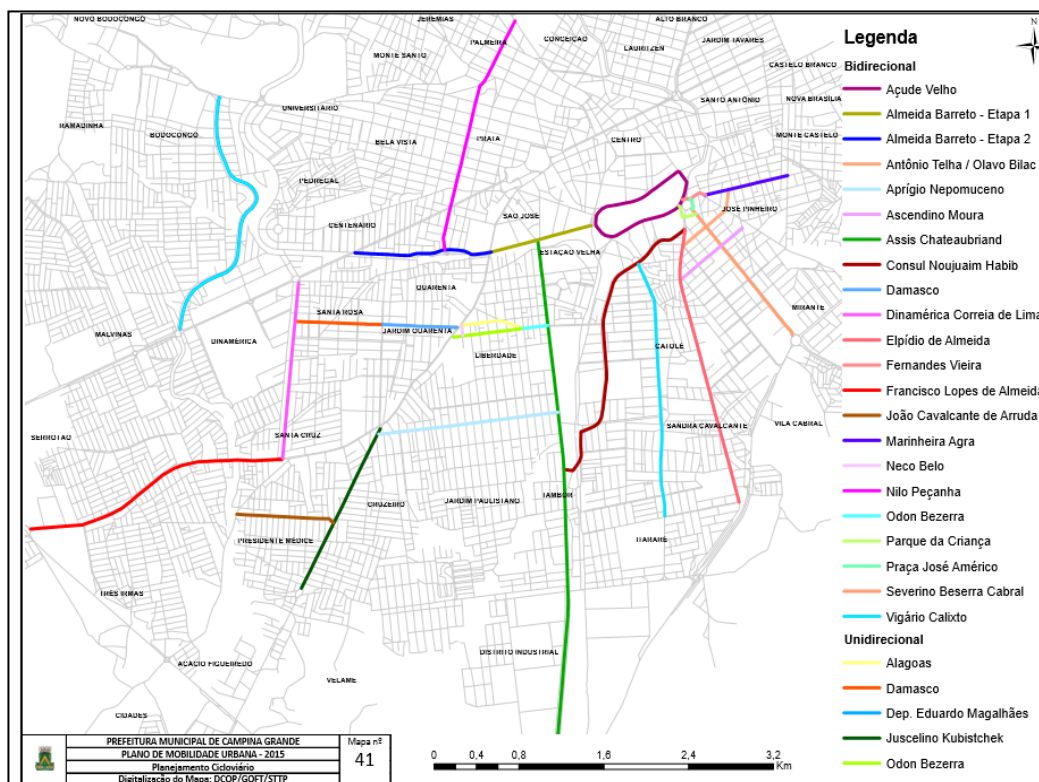 NOVO BODOCONGÓ
JEREMIAS
ALTO BRANCO
PALMEIRA
CONCEIÇÃO
LAURITZEN
JARDIM TAVARES
MONTE SANTO
CASTELO BRANCO
UNIVERSITÁRIO
SANTO ANTÔNIO
NOVA BRASÍLIA
RAMADINHA
BODOCONGÓ
BELA VISTA
PRATA
CENTRO
MONTE CASTELO
PEDREGAL
CENTENÁRIO
SÃO JOSÉ
JOSÉ PINHEIRO
ESTAÇÃO VELHA
QUARENTA
SANTA ROSA
MIRANTE
MALVINAS
DINAMÉRICA
JARDIM QUARENTA
LIBERDADE
CATOLÉ
SERROTÃO
SANTA CRUZ
SANDRA CAVALCANTE
VILA CABRAL
CRUZEIRO
JARDIM PAULISTANO
TAMBOR
PRESIDENTE MÉDICE
ITARARÉ
TRÊS IRMÃS
DISTRITO INDUSTRIAL
ACÁCIO FIGUEIREDO
VELAME
CIDADES
N
Legenda
Bidirecional
Açude Velho
Almeida Barreto - Etapa 1
Almeida Barreto - Etapa 2
Antônio Telha / Olavo Bilac
Aprígio Nepomuceno
Ascendino Moura
Assis Chateaubriand
Consul Noujuaim Habib
Damasco
Dinamérica Correia de Lima
Elpídio de Almeida
Fernandes Vieira
Francisco Lopes de Almeida
João Cavalcante de Arruda
Marinheira Agra
Neco Belo
Nilo Peçanha
Odon Bezerra
Parque da Criança
Praça José Américo
Severino Beserra Cabral
Vigário Calixto
Unidirecional
Alagoas
Damasco
Dep. Eduardo Magalhães
Juscelino Kubistchek
Odon Bezerra
PREFEITURA MUNICIPAL DE CAMPINA GRANDE
PLANO DE MOBILIDADE URBANA - 2015
Planejamento Cicloviário
Digitalização do Mapa: DCOP/GOFT/STTP
Mapa nº
41
0 0,4 0,8 1,6 2,4 3,2
Km